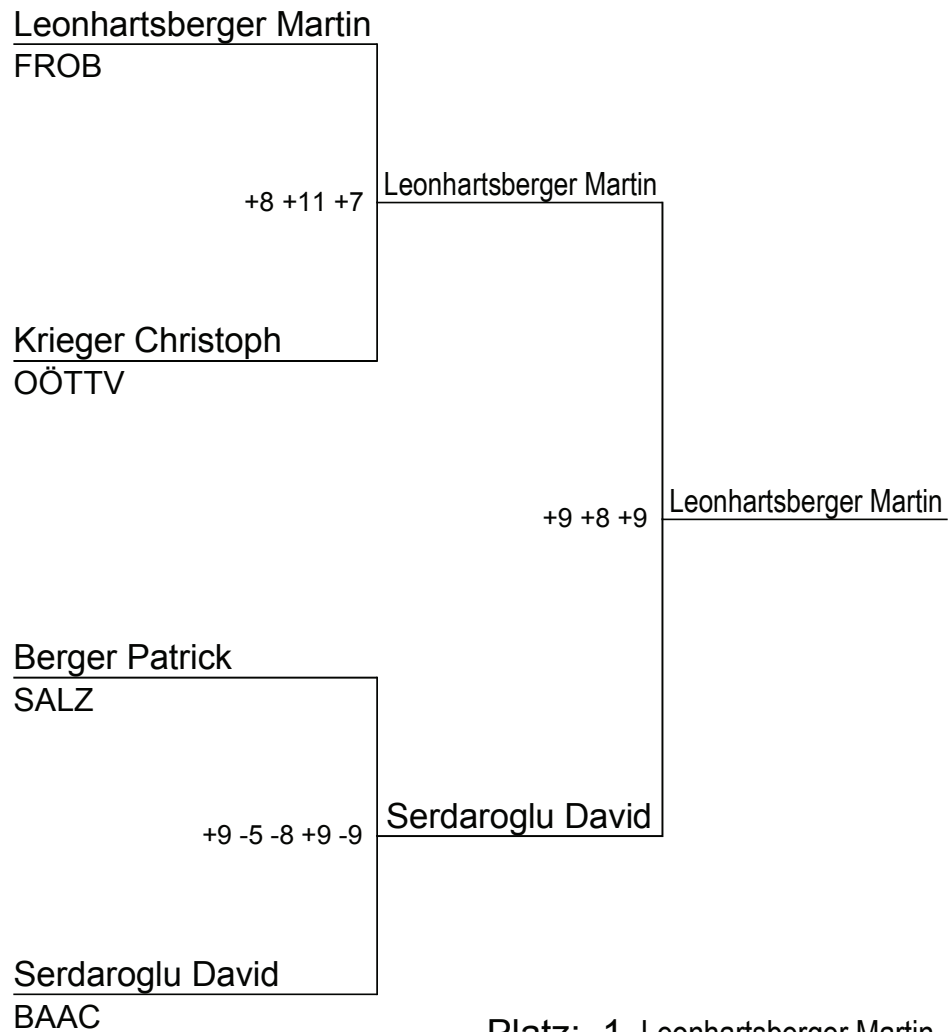 Leonhartsberger Martin
FROB
+8 +11 +7
Leonhartsberger Martin
Krieger Christoph
OÖTTV
+9 +8 +9
Leonhartsberger Martin
Berger Patrick
SALZ
+9 -5 -8 +9 -9
Serdaroglu David
Serdaroglu David
BAAC
Platz: 1 Leonhartsberger Martin